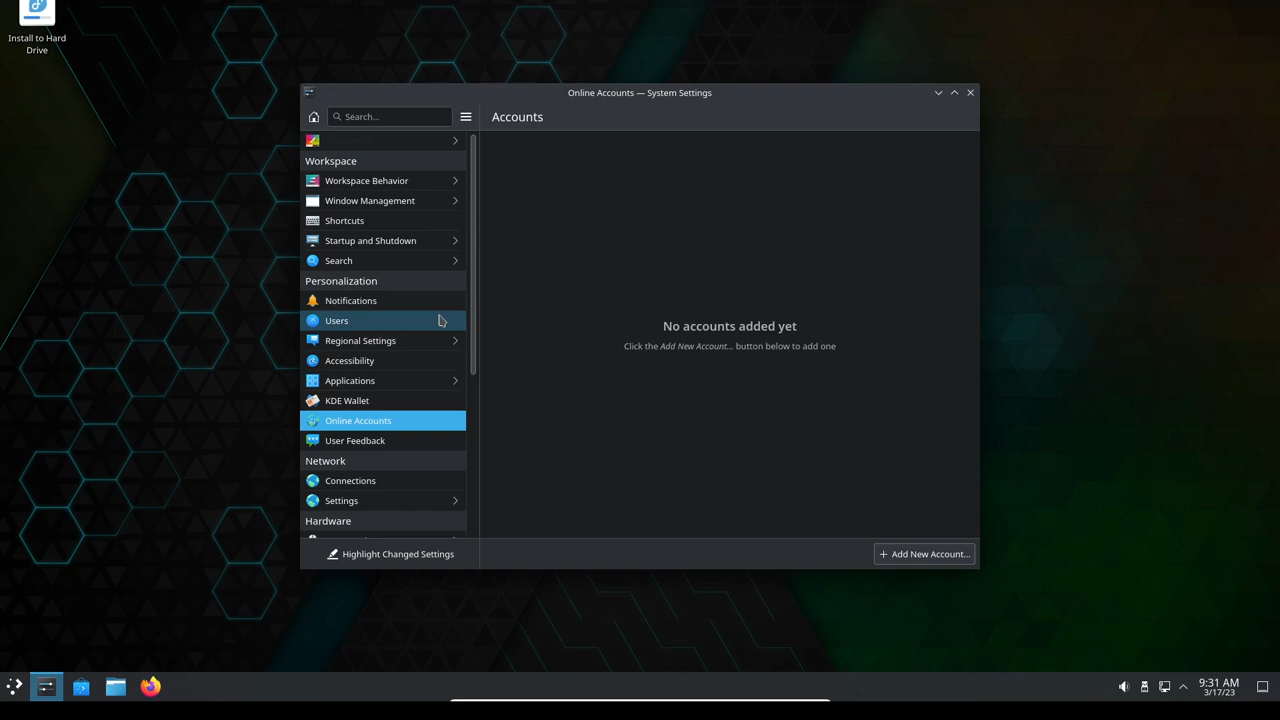 Install to Hard
Drive
Online Accounts — System Settings
Search...
Accounts
Workspace
Workspace Behavior
Window Management
Shortcuts
Startup and Shutdown
Search
Personalization
Notifications
Users
Regional Settings
Accessibility
Applications
KDE Wallet
Online Accounts
User Feedback
Network
Connections
Settings
Hardware
Highlight Changed Settings
No accounts added yet
Click the Add New Account... button below to add one
Add New Account...
9:31 AM
3/17/23